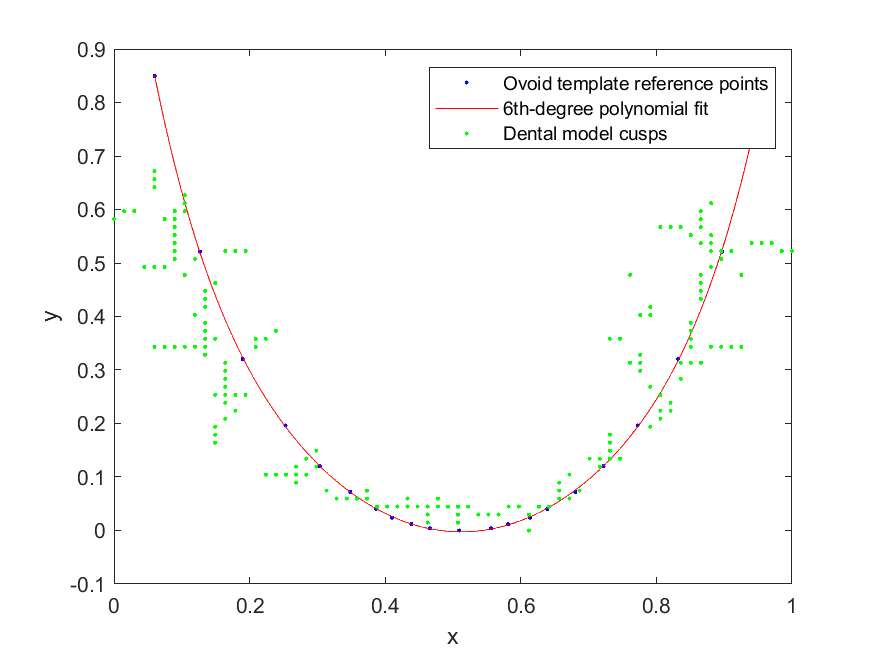 0.9
0.8
0.7
0.6
0.5
0.4
0.3
0.2
0.1
0
-0.1
y
Ovoid template reference points
6th-degree polynomial fit
Dental model cusps
0 0.2 0.4 0.6 0.8 1
x